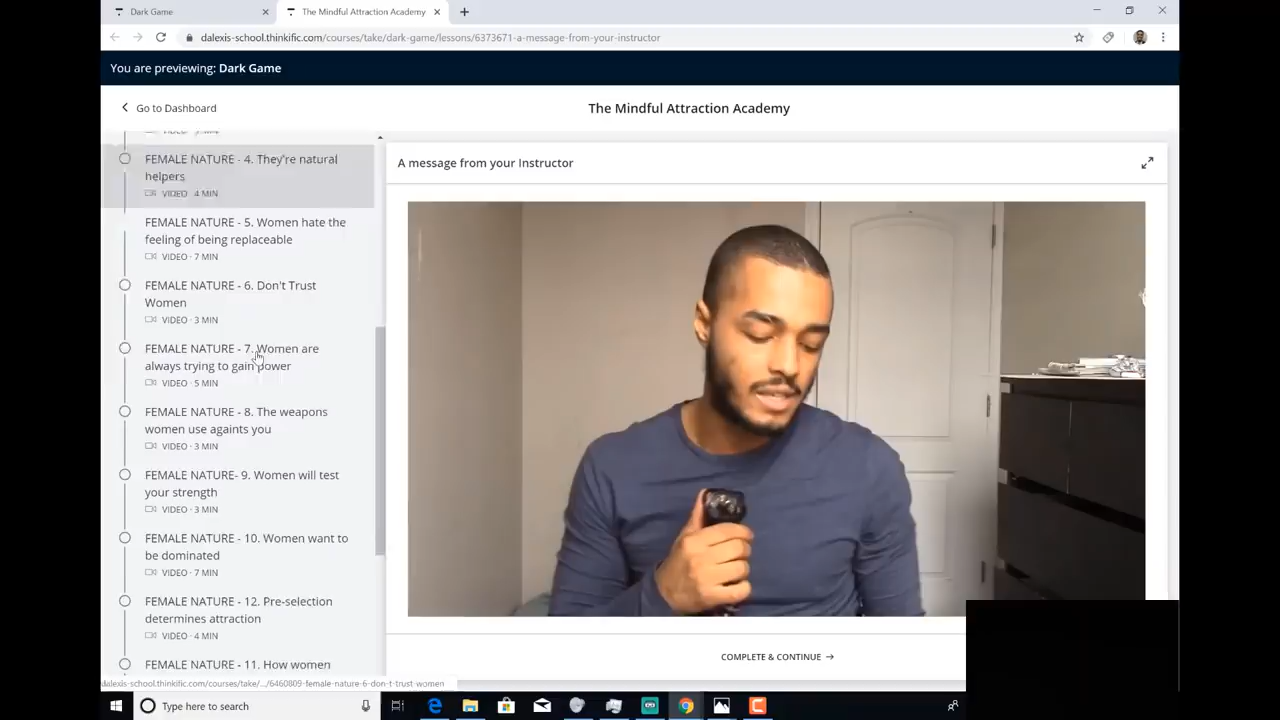 Dark Game
The Mindful Attraction Academy
dalexis-school.thinkific.com/courses/take/dark-game/lessons/6373671-a-message-from-your-instructor
You are previewing: Dark Game
Go to Dashboard
The Mindful Attraction Academy
FEMALE NATURE - 4. They're natural
helpers
VIDEO · 4 MIN
FEMALE NATURE - 5. Women hate the
feeling of being replaceable
VIDEO · 7 MIN
FEMALE NATURE - 6. Don't Trust
Women
VIDEO · 3 MIN
FEMALE NATURE - 7. Women are
always trying to gain power
VIDEO · 5 MIN
FEMALE NATURE - 8. The weapons
women use againts you
VIDEO · 3 MIN
FEMALE NATURE- 9. Women will test
your strength
VIDEO · 3 MIN
FEMALE NATURE - 10. Women want to
be dominated
VIDEO · 7 MIN
FEMALE NATURE - 12. Pre-selection
determines attraction
VIDEO · 4 MIN
FEMALE NATURE - 11. How women
A message from your Instructor
COMPLETE & CONTINUE →
dalexis-school.thinkific.com/courses/take/.../6460809-female-nature-6-don-t-trust-women
Type here to search